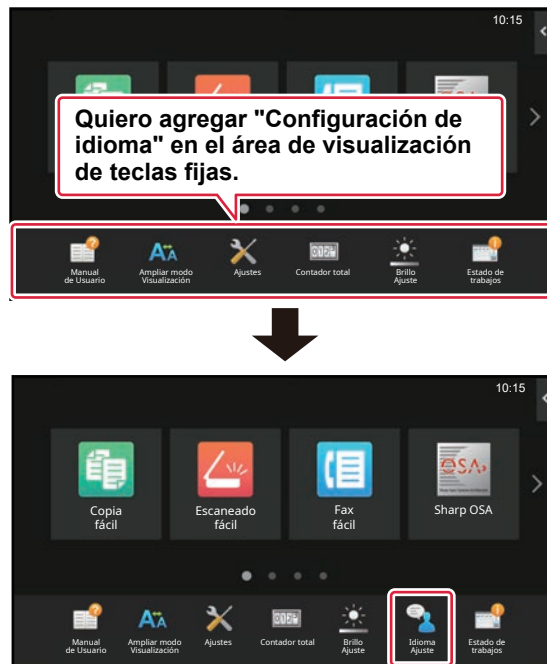 10:15
Quiero agregar "Configuración de
idioma" en el área de visualización
de teclas fijas.
Manual
de Usuario
Ampliar modo
Visualización
Ajustes
Contador total
Brillo
Ajuste
Estado de
trabajos
10:15
Copia
fácil
Escaneado
fácil
Fax
fácil
Sharp OSA
Manual
de Usuario
Ampliar modo
Visualización
Ajustes
Contador total
Brillo
Ajuste
Idioma
Ajuste
Estado de
trabajos